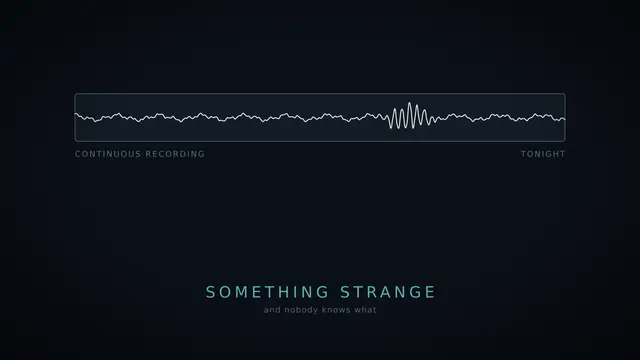 CONTINUOUS RECORDING
TONIGHT
SOMETHING STRANGE
and nobody knows what